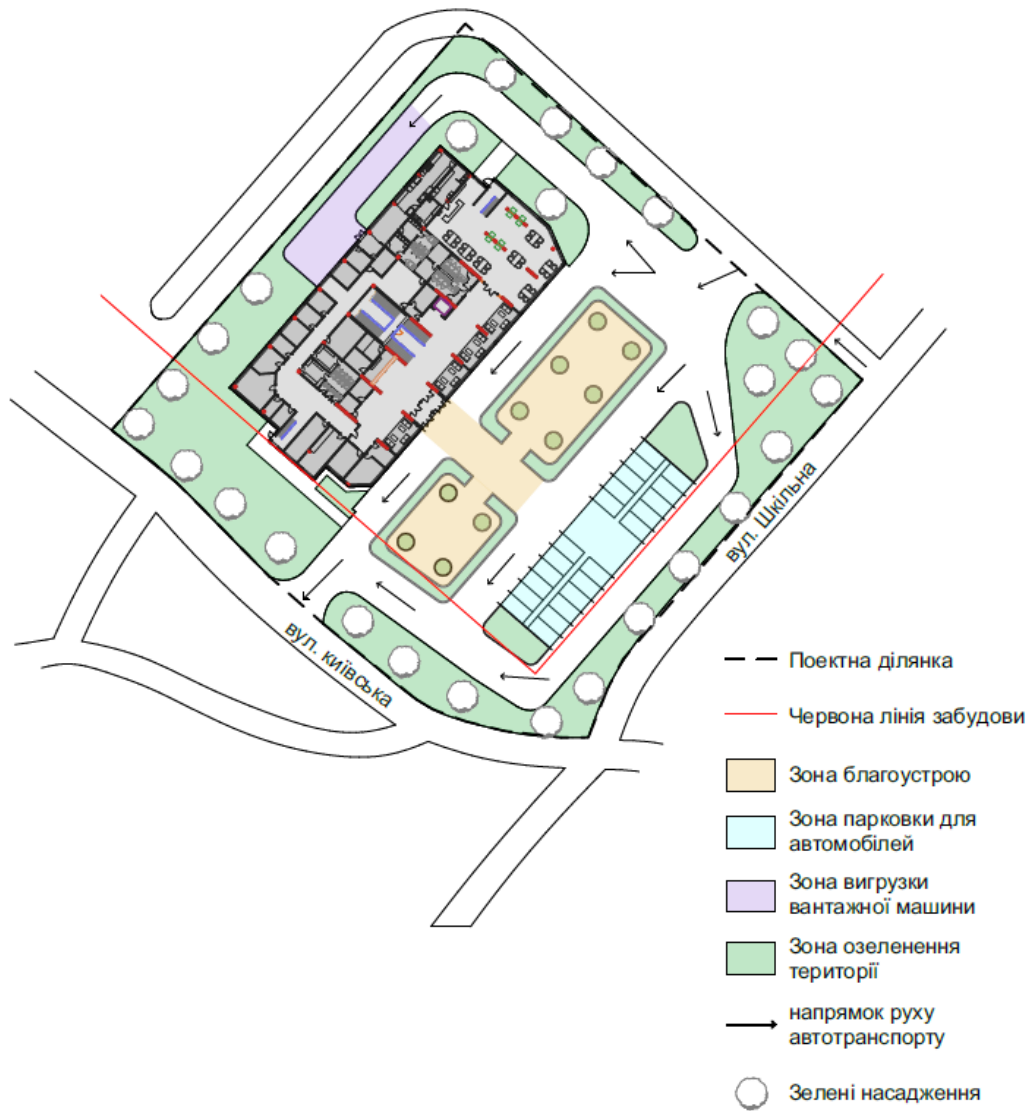 вул. Шкільна
вул. київська
Поектна ділянка
Червона лінія забудови
Зона благоустрою
Зона парковки для
автомобілей
Зона вигрузки
вантажної машини
Зона озеленення
території
напрямок руху
автотранспорту
Зелені насадження